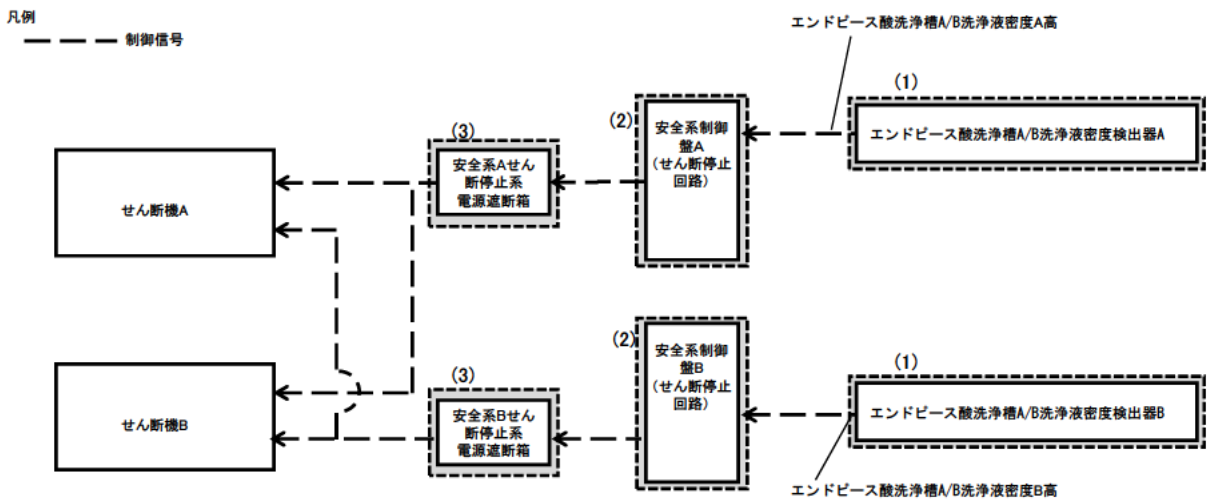 凡例
制御信号
エンドピース酸洗浄槽A/B洗浄液密度A高
(1)
エンドピース酸洗浄槽A/B洗浄液密度検出器A
(2)
安全系制御
盤A
(せん断停止
回路)
(3)
安全系Aせん
断停止系
電源遮断箱
せん断機A
せん断機B
(3)
安全系Bせん
断停止系
電源遮断箱
(2)
安全系制御
盤B
(せん断停止
回路)
(1)
エンドピース酸洗浄槽A/B洗浄液密度検出器B
エンドピース酸洗浄槽A/B洗浄液密度B高